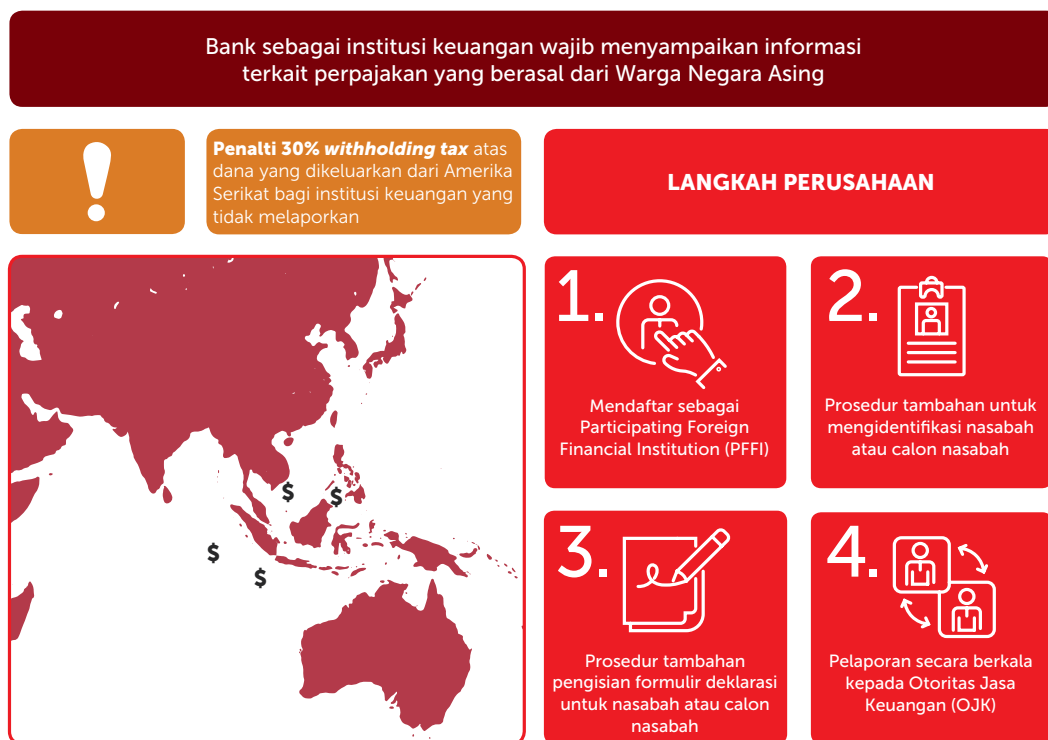 Bank sebagai institusi keuangan wajib menyampaikan informasi
terkait perpajakan yang berasal dari Warga Negara Asing
!
Penalti 30% withholding tax atas
dana yang dikeluarkan dari Amerika
Serikat bagi institusi keuangan yang
tidak melaporkan
LANGKAH PERUSAHAAN
$
$
$
$
1.
Mendaftar sebagai
Participating Foreign
Financial Institution (PFFI)
2.
Prosedur tambahan untuk
mengidentifikasi nasabah
atau calon nasabah
3.
Prosedur tambahan
pengisian formulir deklarasi
untuk nasabah atau calon
nasabah
4.
Pelaporan secara berkala
kepada Otoritas Jasa
Keuangan (OJK)